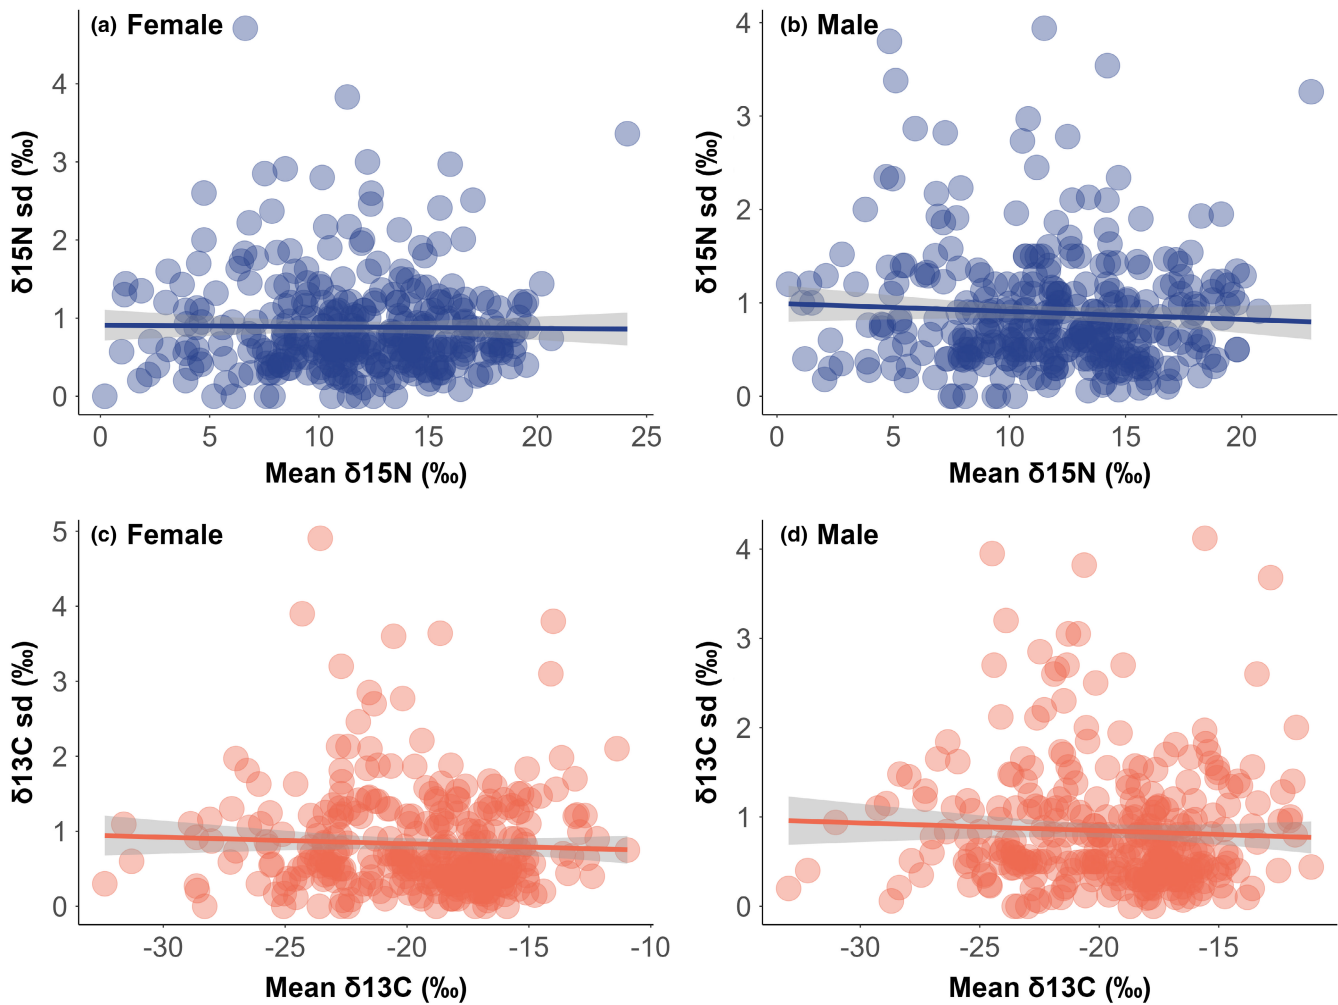 (a) Female
δ15N sd (‰)
4
3
2
1
0
0 5 10 15 20 25
Mean δ15N (‰)
(b) Male
δ15N sd (‰)
4
3
2
1
0
0 5 10 15 20
Mean δ15N (‰)
(c) Female
δ13C sd (‰)
5
4
3
2
1
0
-30 -25 -20 -15 -10
Mean δ13C (‰)
(d) Male
δ13C sd (‰)
4
3
2
1
0
-30 -25 -20 -15
Mean δ13C (‰)